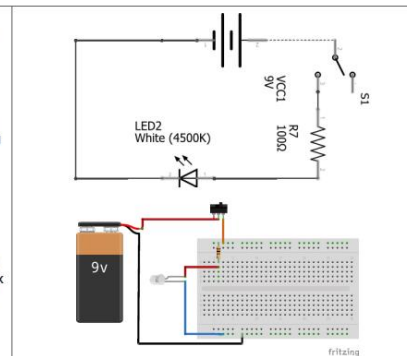 VCC1
9V
S1
R7
100Ω
LED2
White (4500K)
9v
fritzing